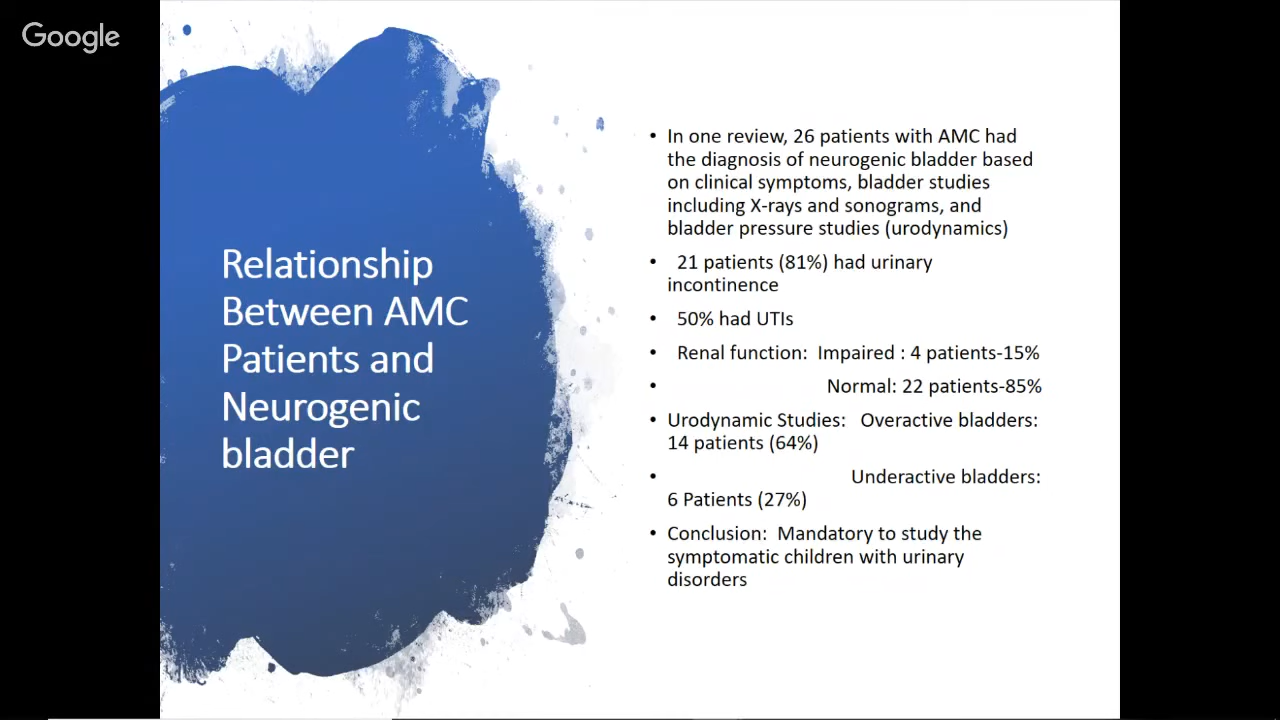 Google
Relationship
Between AMC
Patients and
Neurogenic
bladder
• In one review, 26 patients with AMC had
the diagnosis of neurogenic bladder based
on clinical symptoms, bladder studies
including X-rays and sonograms, and
bladder pressure studies (urodynamics)
• 21 patients (81%) had urinary
incontinence
• 50% had UTIs
• Renal function: Impaired : 4 patients-15%
• Normal: 22 patients-85%
• Urodynamic Studies: Overactive bladders:
14 patients (64%)
• Underactive bladders:
6 Patients (27%)
• Conclusion: Mandatory to study the
symptomatic children with urinary
disorders